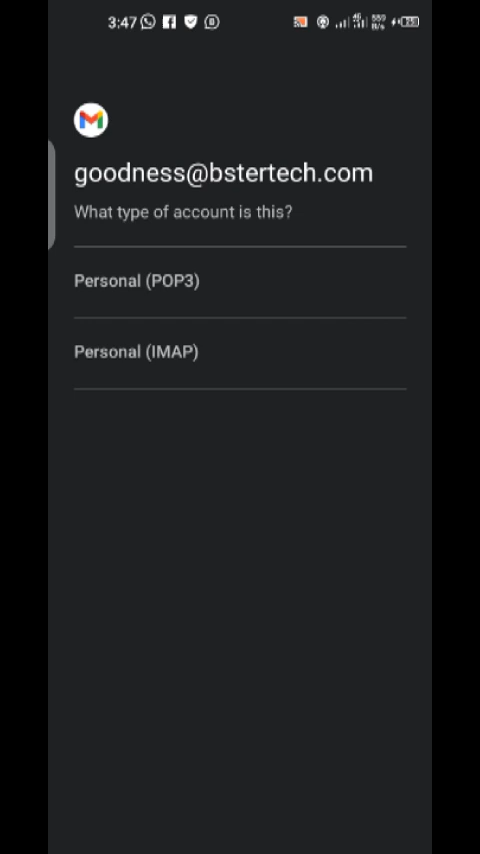 3:47
goodness@bstertech.com
What type of account is this?
Personal (POP3)
Personal (IMAP)